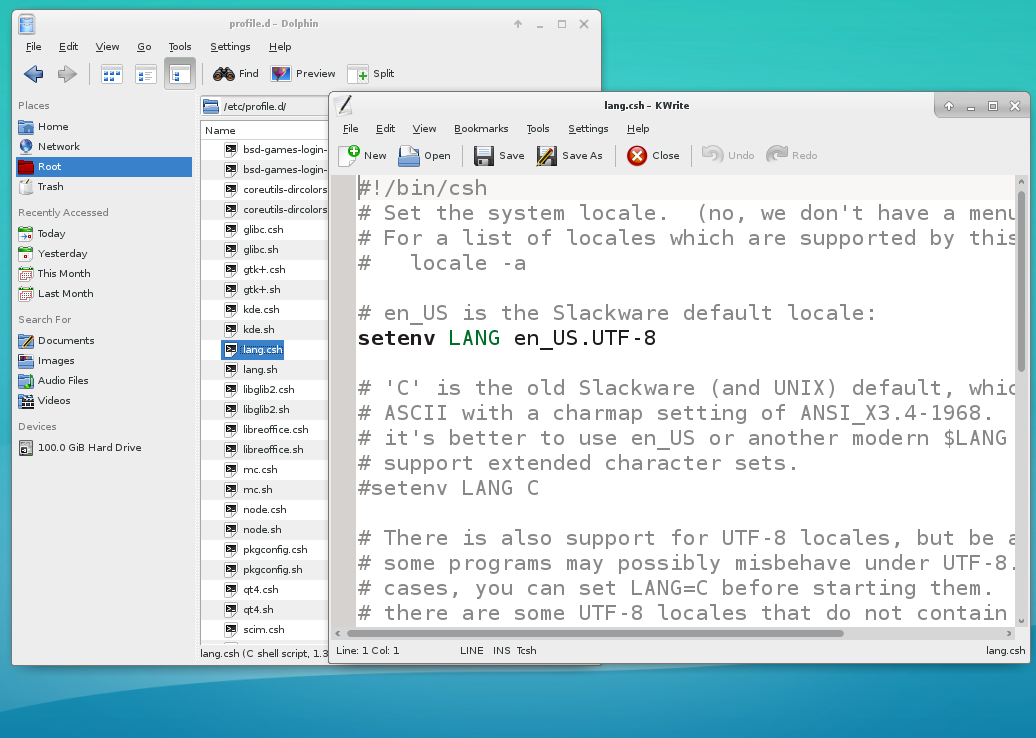 profile.d – Dolphin
File Edit View Go Tools Settings Help
Find Preview Split
Places
Home
Network
Root
Trash
Recently Accessed
Today
Yesterday
This Month
Last Month
Search For
Documents
Images
Audio Files
Videos
Devices
100.0 GiB Hard Drive
/etc/profile.d/
Name
bsd-games-login-
bsd-games-login-
coreutils-dircolors
coreutils-dircolors
glibc.csh
glibc.sh
gtk+.csh
gtk+.sh
kde.csh
kde.sh
lang.csh
lang.sh
libglib2.csh
libglib2.sh
libreoffice.csh
libreoffice.sh
mc.csh
mc.sh
node.csh
node.sh
pkgconfig.csh
pkgconfig.sh
qt4.csh
qt4.sh
scim.csh
lang.csh (C shell script, 1.3
lang.csh – KWrite
File Edit View Bookmarks Tools Settings Help
New Open Save Save As Close Undo Redo
#!/bin/csh
# Set the system locale.  (no, we don't have a menu
# For a list of locales which are supported by this
#   locale -a
# en_US is the Slackware default locale:
setenv LANG en_US.UTF-8
# 'C' is the old Slackware (and UNIX) default, whic
# ASCII with a charmap setting of ANSI_X3.4-1968.
# it's better to use en_US or another modern $LANG
# support extended character sets.
#setenv LANG C
# There is also support for UTF-8 locales, but be a
# some programs may possibly misbehave under UTF-8.
# cases, you can set LANG=C before starting them.
# there are some UTF-8 locales that do not contain
Line: 1 Col: 1 LINE INS Tcsh lang.csh